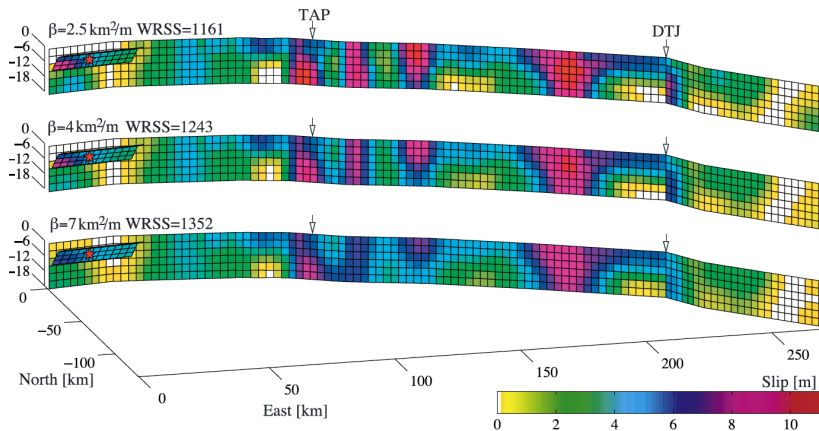 TAP
DTJ
β=2.5 km²/m WRSS=1161
0
−6
−12
−18
β=4 km²/m WRSS=1243
0
−6
−12
−18
β=7 km²/m WRSS=1352
0
−6
−12
−18
0
−50
−100
North [km]
0
50
100
150
200
250
East [km]
Slip [m]
0 2 4 6 8 10